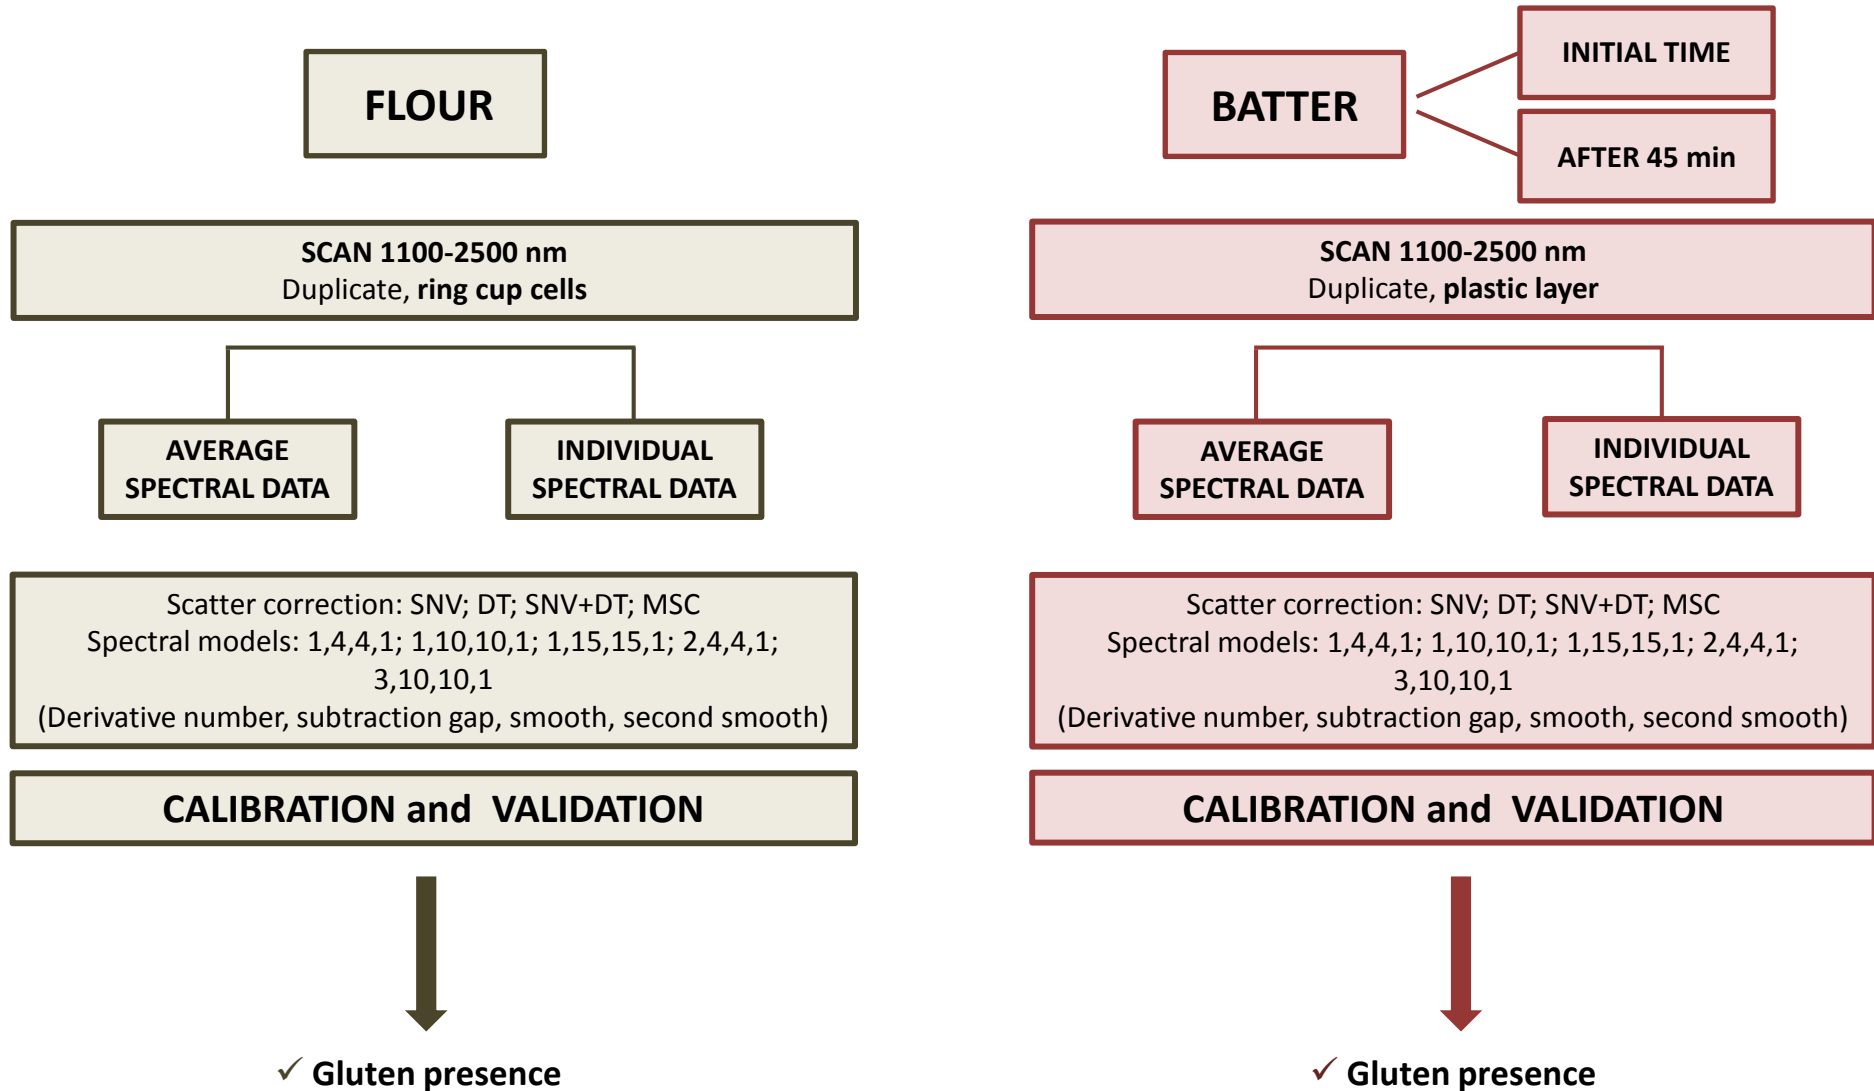 FLOUR
SCAN 1100-2500 nm
Duplicate, ring cup cells
AVERAGE
SPECTRAL DATA
INDIVIDUAL
SPECTRAL DATA
Scatter correction: SNV; DT; SNV+DT; MSC
Spectral models: 1,4,4,1; 1,10,10,1; 1,15,15,1; 2,4,4,1;
3,10,10,1
(Derivative number, subtraction gap, smooth, second smooth)
CALIBRATION and VALIDATION
✓ Gluten presence
BATTER
INITIAL TIME
AFTER 45 min
SCAN 1100-2500 nm
Duplicate, plastic layer
AVERAGE
SPECTRAL DATA
INDIVIDUAL
SPECTRAL DATA
Scatter correction: SNV; DT; SNV+DT; MSC
Spectral models: 1,4,4,1; 1,10,10,1; 1,15,15,1; 2,4,4,1;
3,10,10,1
(Derivative number, subtraction gap, smooth, second smooth)
CALIBRATION and VALIDATION
✓ Gluten presence